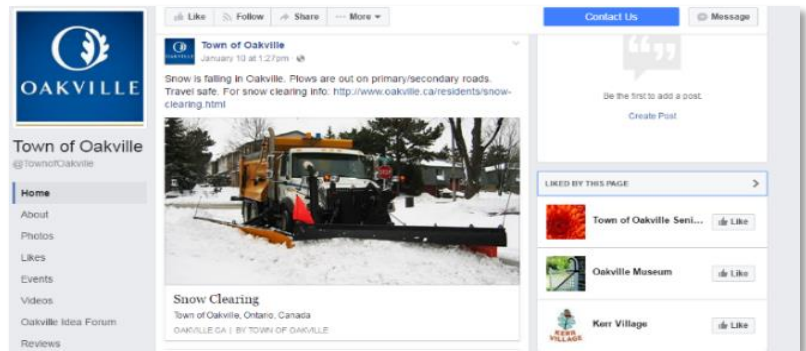 Like Follow Share More
Contact Us
Message
OAKVILLE
Town of Oakville
@TownofOakville
Home
About
Photos
Likes
Events
Videos
Oakville Idea Forum
Reviews
Town of Oakville
January 10 at 1:27pm
Snow is falling in Oakville. Plows are out on primary/secondary roads.
Travel safe. For snow clearing info: http://www.oakville.ca/residents/snow-
clearing.html
Snow Clearing
Town of Oakville, Ontario, Canada
OAKVILLE.CA | BY TOWN OF OAKVILLE
Be the first to add a post.
Create Post
LIKED BY THIS PAGE
Town of Oakville Seni... Like
Oakville Museum Like
KERR
VILLAGE
Kerr Village Like